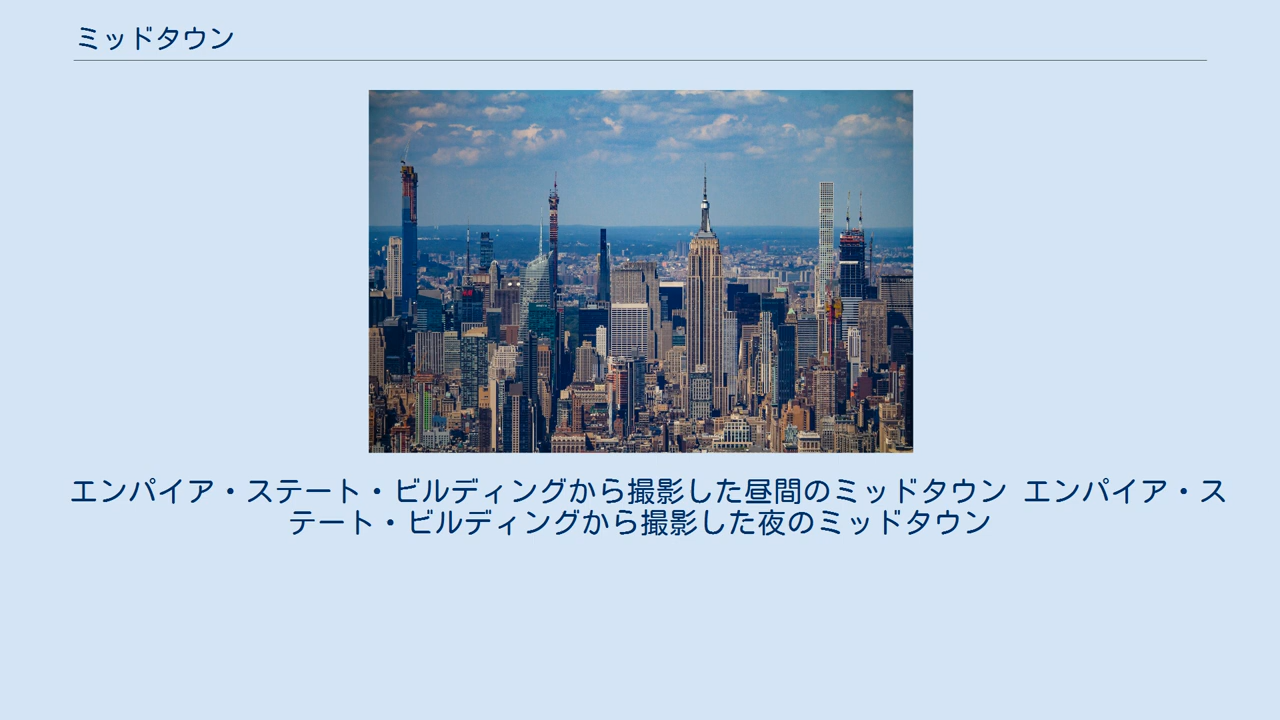 ミッドタウン
エンパイア・ステート・ビルディングから撮影した昼間のミッドタウン エンパイア・ス
テート・ビルディングから撮影した夜のミッドタウン